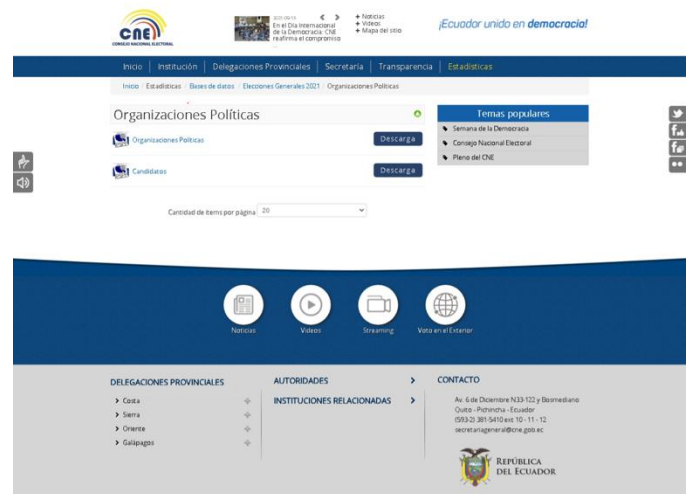 CNE
CONSEJO NACIONAL ELECTORAL
En el Día Internacional
de la Democracia: CNE
reafirma el compromiso
...
+ Noticias
+ Videos
+ Mapa del sitio
¡Ecuador unido en democracia!
Inicio | Institución | Delegaciones Provinciales | Secretaría | Transparencia | Estadísticas
Inicio / Estadísticas / Bases de datos / Elecciones Generales 2021 / Organizaciones Políticas
Organizaciones Políticas
Organizaciones Políticas Descarga
Candidatos Descarga
Cantidad de ítems por página 20
Temas populares
Semana de la Democracia
Consejo Nacional Electoral
Pleno del CNE
Noticias
Videos
Streaming
Voto en el Exterior
DELEGACIONES PROVINCIALES
Costa
Sierra
Oriente
Galápagos
AUTORIDADES
INSTITUCIONES RELACIONADAS
CONTACTO
Av. 6 de Diciembre N33-122 y Bosmediano
Quito - Pichincha - Ecuador
(593-2) 381-5410 ext 10 - 11 - 12
secretariageneral@cne.gob.ec
REPÚBLICA
DEL ECUADOR